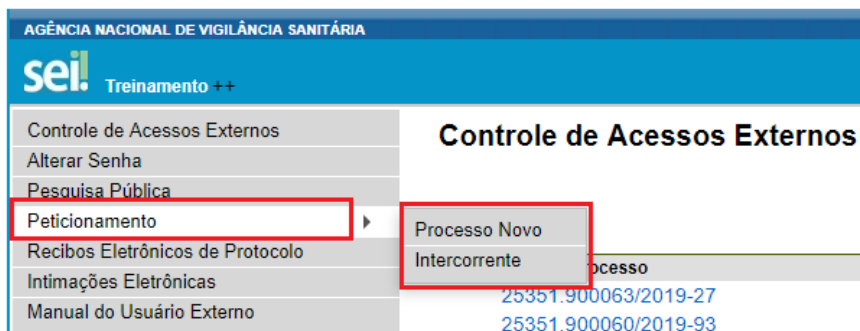 AGÊNCIA NACIONAL DE VIGILÂNCIA SANITÁRIA
sei!
Treinamento ++
Controle de Acessos Externos
Alterar Senha
Pesquisa Pública
Peticionamento
Recibos Eletrônicos de Protocolo
Intimações Eletrônicas
Manual do Usuário Externo
Controle de Acessos Externos
Processo Novo
Intercorrente
25351.900063/2019-27
25351.900060/2019-93